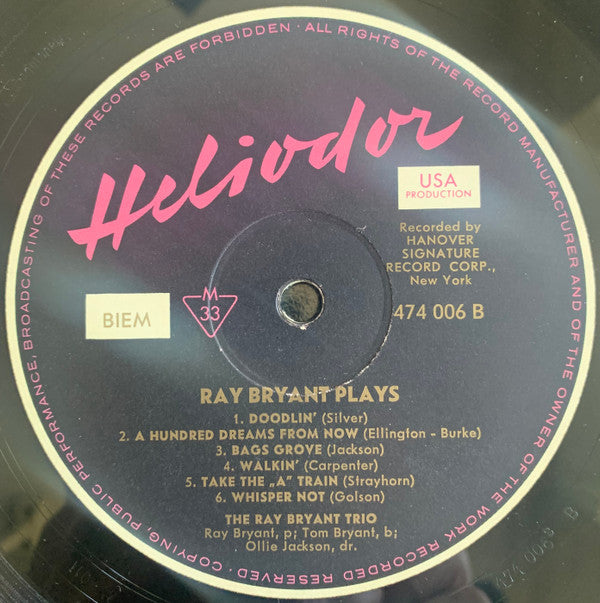 COPYING, PUBLIC PERFORMANCE, BROADCASTING OF THESE RECORDS ARE FORBIDDEN · ALL RIGHTS OF THE RECORD MANUFACTURER AND OF THE OWNER OF THE WORK RECORDED RESERVED ·
Heliodor
USA
PRODUCTION
Recorded by
HANOVER
SIGNATURE
RECORD CORP.,
New York
BIEM
M
33
474 006 B
RAY BRYANT PLAYS
1. DOODLIN' (Silver)
2. A HUNDRED DREAMS FROM NOW (Ellington - Burke)
3. BAGS GROVE (Jackson)
4. WALKIN' (Carpenter)
5. TAKE THE „A" TRAIN (Strayhorn)
6. WHISPER NOT (Golson)
THE RAY BRYANT TRIO
Ray Bryant, p; Tom Bryant, b;
Ollie Jackson, dr.
474 006 B